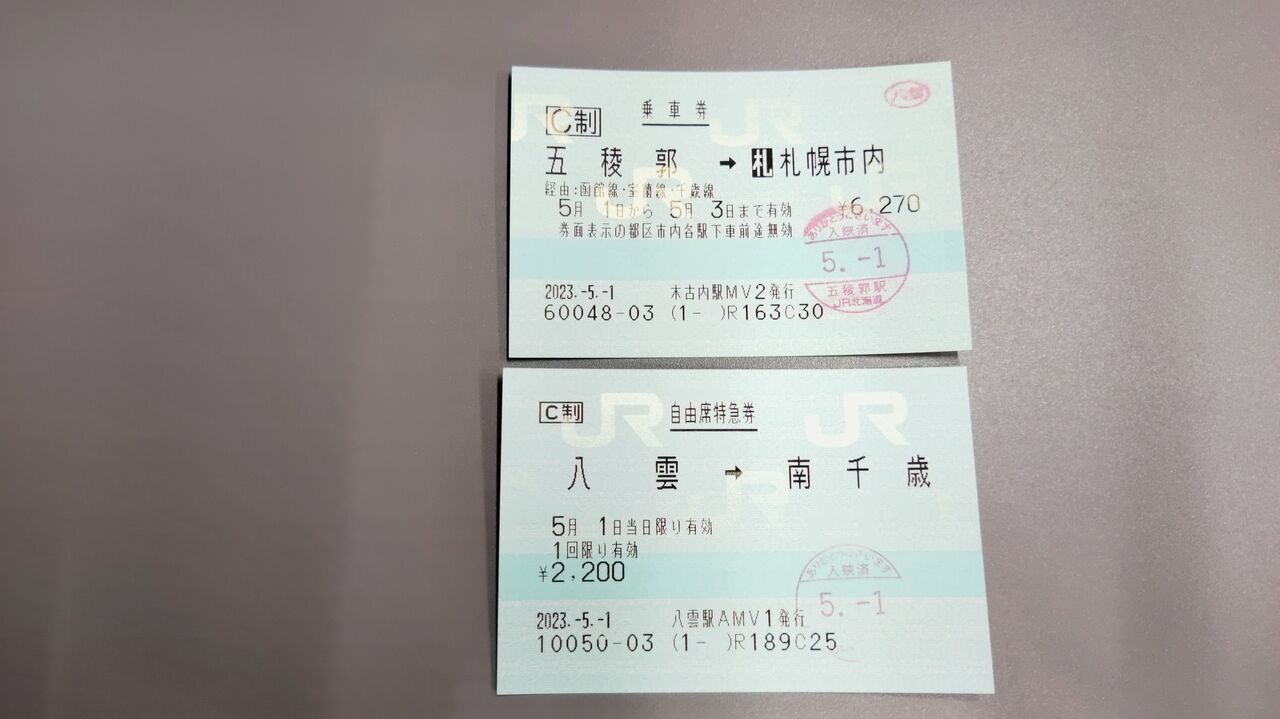 C制
乗車券
五稜郭 → 札 札幌市内
経由:函館線・室蘭線・千歳線
5月 1日から 5月 3日まで有効 ¥6,270
券面表示の都区市内各駅下車前途無効
ありがとうございます
入鋏済
5.-1
五稜郭駅
JR北海道
2023.-5.-1 木古内駅MV2発行
60048-03 (1- )R163C30
C制
自由席特急券
八雲 → 南千歳
5月 1日当日限り有効
1回限り有効
¥2,200
ありがとうございます
入鋏済
5.-1
2023.-5.-1 八雲駅AMV1発行
10050-03 (1- )R189C25
JR
JR
JR
JR
JR